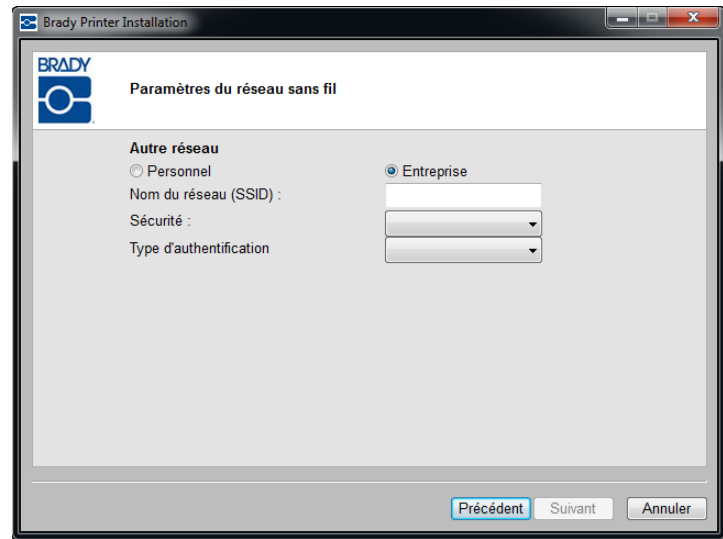 Brady Printer Installation
BRADY
Paramètres du réseau sans fil
Autre réseau
Personnel
Entreprise
Nom du réseau (SSID) :
Sécurité :
Type d'authentification
Précédent
Suivant
Annuler